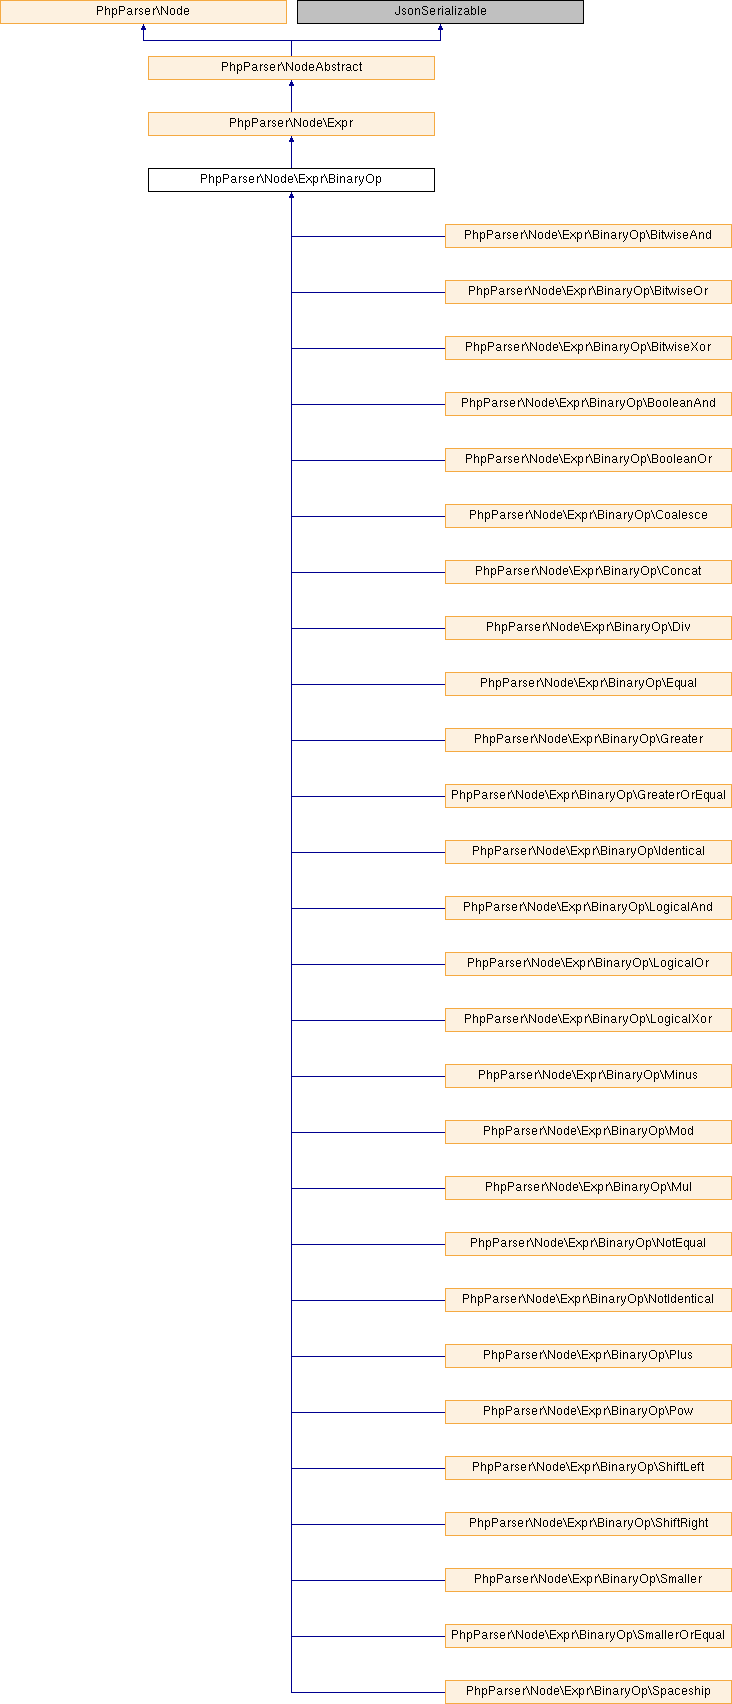 PhpParser\Node
JsonSerializable
PhpParser\NodeAbstract
PhpParser\Node\Expr
PhpParser\Node\Expr\BinaryOp
PhpParser\Node\Expr\BinaryOp\BitwiseAnd
PhpParser\Node\Expr\BinaryOp\BitwiseOr
PhpParser\Node\Expr\BinaryOp\BitwiseXor
PhpParser\Node\Expr\BinaryOp\BooleanAnd
PhpParser\Node\Expr\BinaryOp\BooleanOr
PhpParser\Node\Expr\BinaryOp\Coalesce
PhpParser\Node\Expr\BinaryOp\Concat
PhpParser\Node\Expr\BinaryOp\Div
PhpParser\Node\Expr\BinaryOp\Equal
PhpParser\Node\Expr\BinaryOp\Greater
PhpParser\Node\Expr\BinaryOp\GreaterOrEqual
PhpParser\Node\Expr\BinaryOp\Identical
PhpParser\Node\Expr\BinaryOp\LogicalAnd
PhpParser\Node\Expr\BinaryOp\LogicalOr
PhpParser\Node\Expr\BinaryOp\LogicalXor
PhpParser\Node\Expr\BinaryOp\Minus
PhpParser\Node\Expr\BinaryOp\Mod
PhpParser\Node\Expr\BinaryOp\Mul
PhpParser\Node\Expr\BinaryOp\NotEqual
PhpParser\Node\Expr\BinaryOp\NotIdentical
PhpParser\Node\Expr\BinaryOp\Plus
PhpParser\Node\Expr\BinaryOp\Pow
PhpParser\Node\Expr\BinaryOp\ShiftLeft
PhpParser\Node\Expr\BinaryOp\ShiftRight
PhpParser\Node\Expr\BinaryOp\Smaller
PhpParser\Node\Expr\BinaryOp\SmallerOrEqual
PhpParser\Node\Expr\BinaryOp\Spaceship